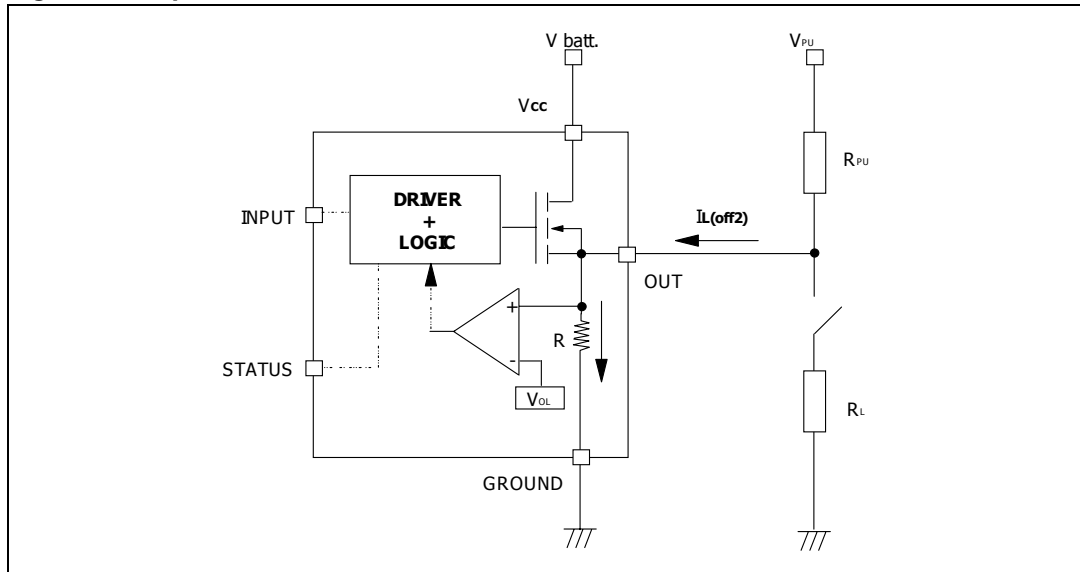 V batt.
VPU
Vcc
RPU
DRIVER
+
LOGIC
INPUT
IL(off2)
OUT
+
R
-
STATUS
VOL
RL
GROUND